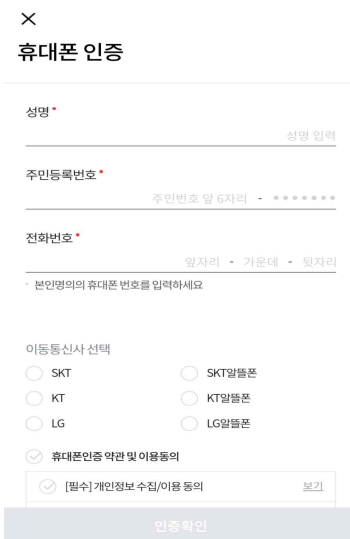 휴대폰 인증
성명 *
성명 입력
주민등록번호 *
주민번호 앞 6자리 - •••••••
전화번호 *
앞자리 - 가운데 - 뒷자리
· 본인명의의 휴대폰 번호를 입력하세요
이동통신사 선택
SKT SKT알뜰폰
KT KT알뜰폰
LG LG알뜰폰
휴대폰인증 약관 및 이용동의
[필수] 개인정보 수집/이용 동의 보기
인증확인